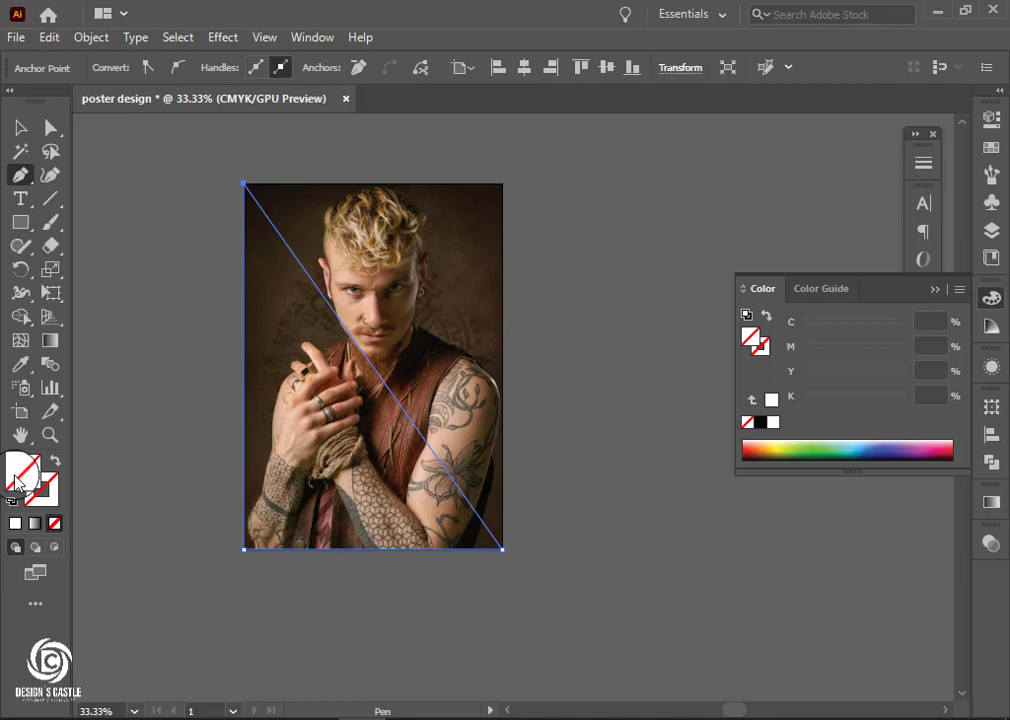 Ai
Essentials
Search Adobe Stock
File Edit Object Type Select Effect View Window Help
Anchor Point Convert: Handles: Anchors: Transform
poster design * @ 33.33% (CMYK/GPU Preview)
Color Color Guide
C %
M %
Y %
K %
DESIGN'S CASTLE
33.33% 1 Pen